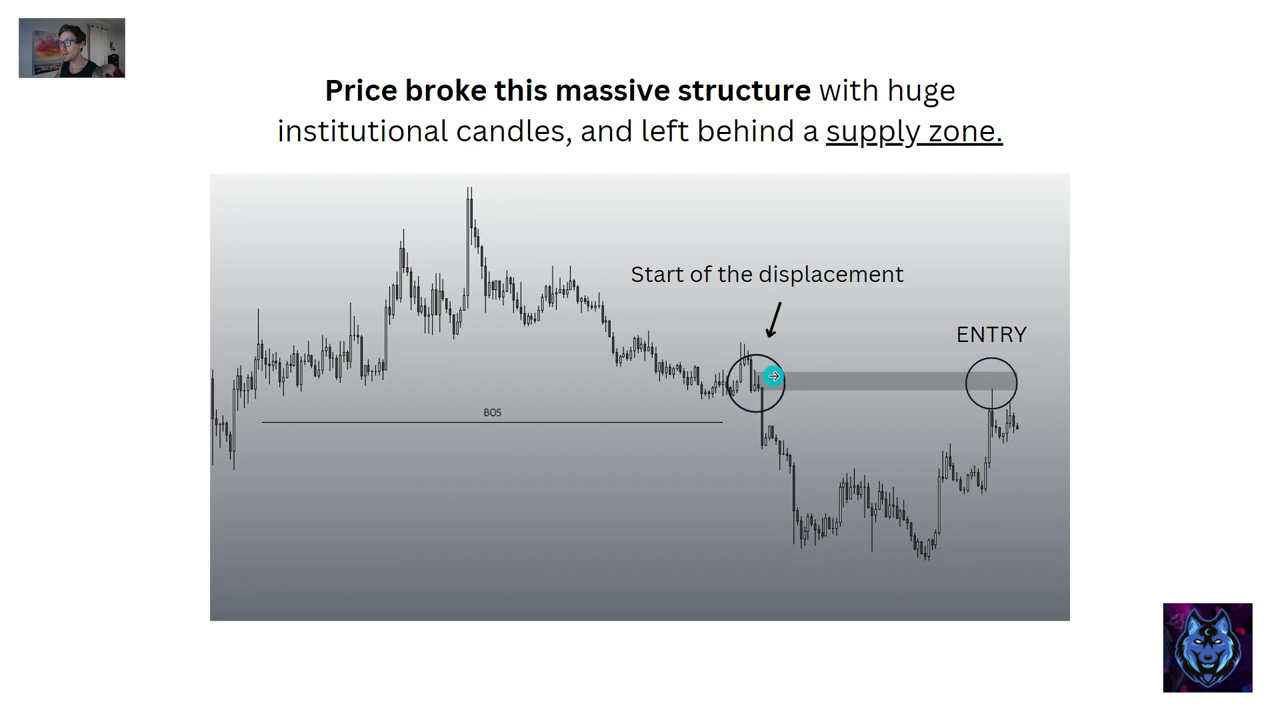 Price broke this massive structure with huge
institutional candles, and left behind a supply zone.
Start of the displacement
ENTRY
BOS